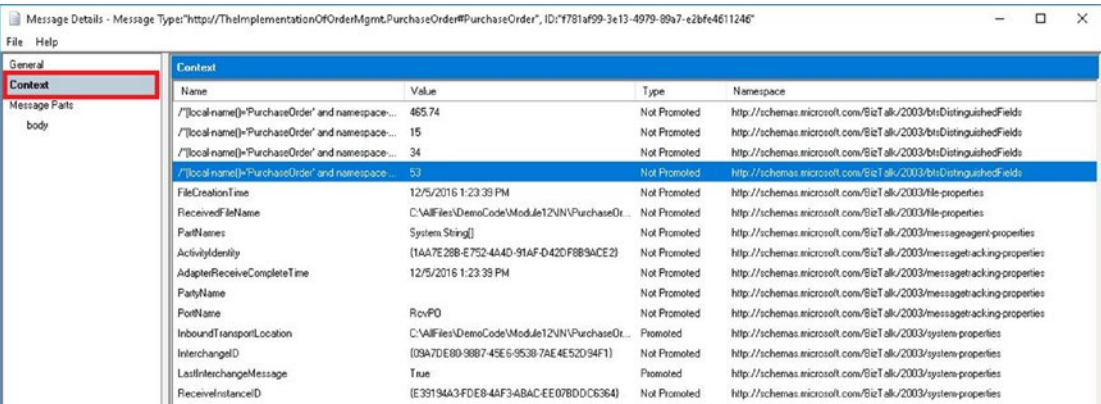 Message Details - Message Type:"http://TheImplementationOfOrderMgmt.PurchaseOrder#PurchaseOrder", ID:"f781af99-3e13-4979-89a7-e2bfe4611246"
File Help
General
Context
Message Parts
body
Context
Name Value Type Namespace
/*[local-name()='PurchaseOrder' and namespace-... 465.74 Not Promoted http://schemas.microsoft.com/BizTalk/2003/btsDistinguishedFields
/*[local-name()='PurchaseOrder' and namespace-... 15 Not Promoted http://schemas.microsoft.com/BizTalk/2003/btsDistinguishedFields
/*[local-name()='PurchaseOrder' and namespace-... 34 Not Promoted http://schemas.microsoft.com/BizTalk/2003/btsDistinguishedFields
/*[local-name()='PurchaseOrder' and namespace-... 53 Not Promoted http://schemas.microsoft.com/BizTalk/2003/btsDistinguishedFields
FileCreationTime 12/5/2016 1:23:39 PM Not Promoted http://schemas.microsoft.com/BizTalk/2003/file-properties
ReceivedFileName C:\AllFiles\DemoCode\Module12\IN\PurchaseOr... Not Promoted http://schemas.microsoft.com/BizTalk/2003/file-properties
PartNames System.String[] Not Promoted http://schemas.microsoft.com/BizTalk/2003/messageagent-properties
ActivityIdentity {1AA7E28B-E752-4A4D-91AF-D42DF8B9ACE2} Not Promoted http://schemas.microsoft.com/BizTalk/2003/messagetracking-properties
AdapterReceiveCompleteTime 12/5/2016 1:23:39 PM Not Promoted http://schemas.microsoft.com/BizTalk/2003/messagetracking-properties
PartyName Not Promoted http://schemas.microsoft.com/BizTalk/2003/messagetracking-properties
PortName RcvPO Not Promoted http://schemas.microsoft.com/BizTalk/2003/messagetracking-properties
InboundTransportLocation C:\AllFiles\DemoCode\Module12\IN\PurchaseOr... Promoted http://schemas.microsoft.com/BizTalk/2003/system-properties
InterchangeID {09A7DE80-98B7-45E6-9538-7AE4E52D94F1} Not Promoted http://schemas.microsoft.com/BizTalk/2003/system-properties
LastInterchangeMessage True Promoted http://schemas.microsoft.com/BizTalk/2003/system-properties
ReceiveInstanceID {E39194A3-FDE8-4AF3-ABAC-EE07BDDC6364} Not Promoted http://schemas.microsoft.com/BizTalk/2003/system-properties